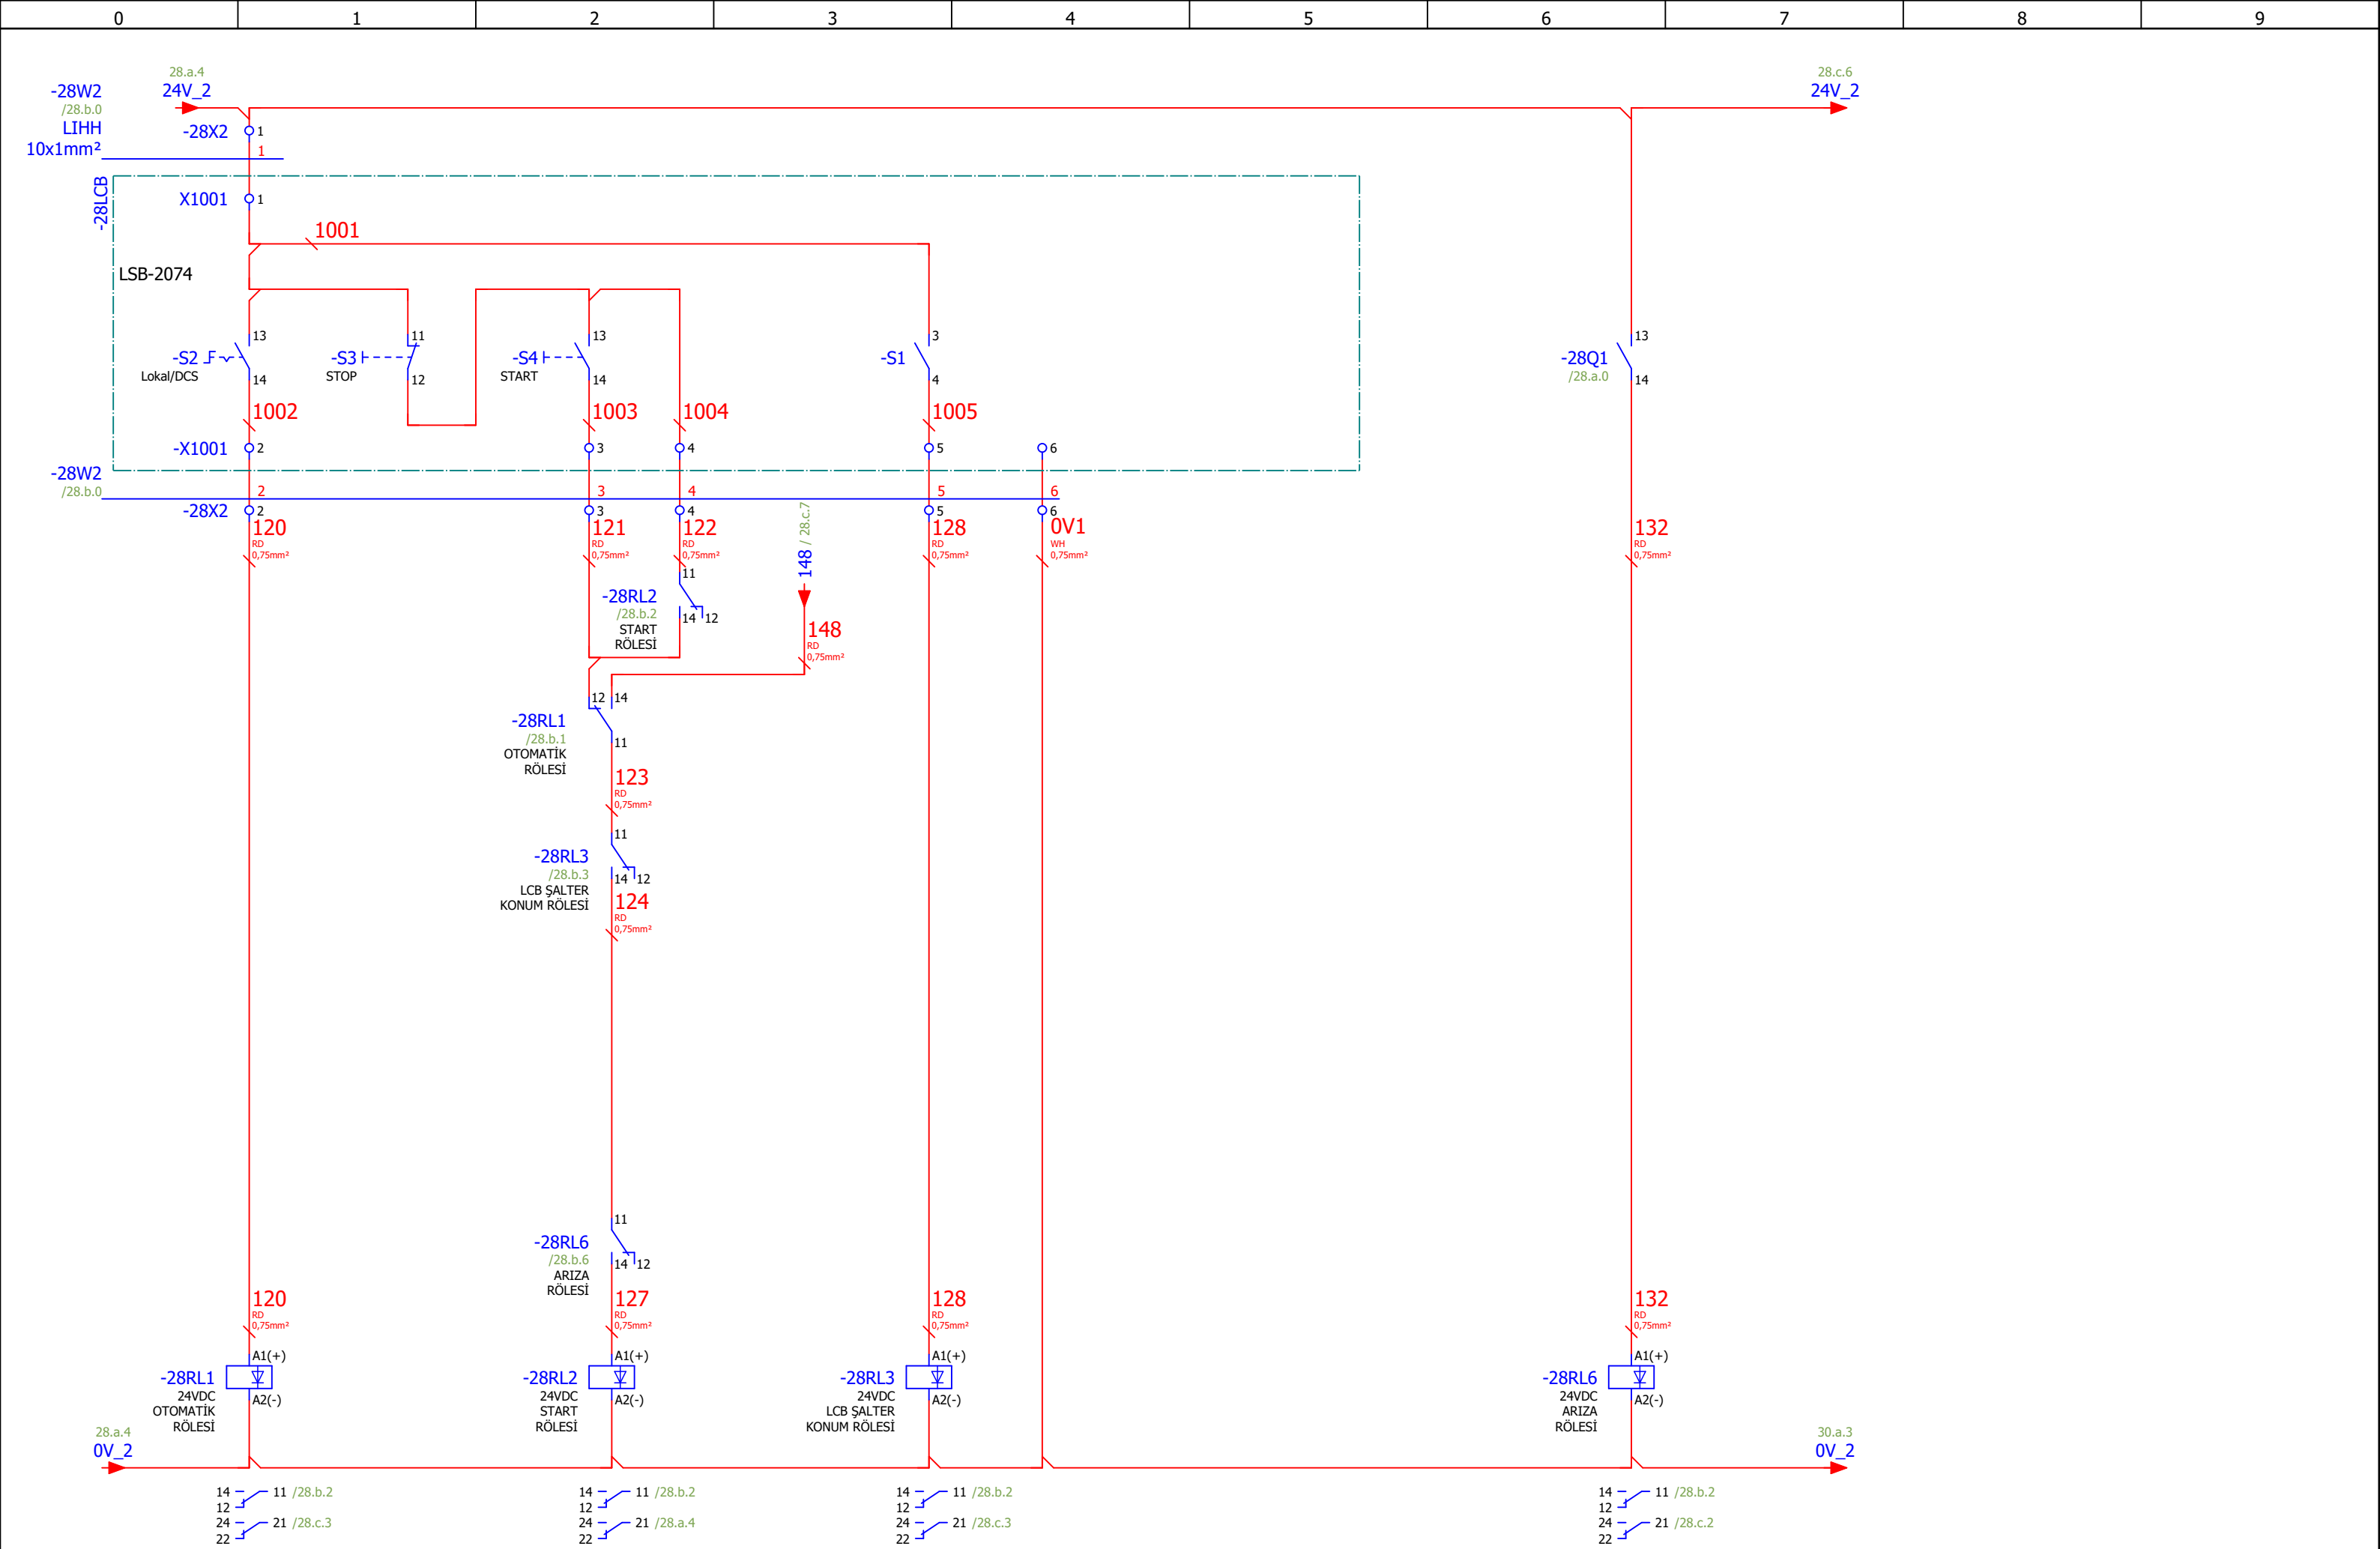 0 1 2 3 4 5 6 7 8 9
28.a.4
24V_2
28.c.6
24V_2
-28W2
/28.b.0
LIHH
10x1mm²
-28X2 1
1
-28LCB
X1001 1
1001
LSB-2074
-S2
13
14
Lokal/DCS
-S3
11
12
STOP
-S4
13
14
START
-S1
3
4
-28Q1
/28.a.0
13
14
1002
1003
1004
1005
-X1001 2 3 4 5 6
-28W2
/28.b.0
2 3 4 5 6
-28X2 2 3 4 5 6
120
RD
0,75mm²
121
RD
0,75mm²
122
RD
0,75mm²
148 / 28.c.7
128
RD
0,75mm²
0V1
WH
0,75mm²
132
RD
0,75mm²
11
-28RL2
/28.b.2
14 12
START
RÖLESİ
148
RD
0,75mm²
12 14
-28RL1
/28.b.1
11
OTOMATİK
RÖLESİ
123
RD
0,75mm²
11
-28RL3
/28.b.3
14 12
LCB ŞALTER
KONUM RÖLESİ
124
RD
0,75mm²
11
-28RL6
/28.b.6
14 12
ARIZA
RÖLESİ
120
RD
0,75mm²
127
RD
0,75mm²
128
RD
0,75mm²
132
RD
0,75mm²
A1(+)
-28RL1
A2(-)
24VDC
OTOMATİK
RÖLESİ
A1(+)
-28RL2
A2(-)
24VDC
START
RÖLESİ
A1(+)
-28RL3
A2(-)
24VDC
LCB ŞALTER
KONUM RÖLESİ
A1(+)
-28RL6
A2(-)
24VDC
ARIZA
RÖLESİ
28.a.4
0V_2
30.a.3
0V_2
14 11 /28.b.2
12
24 21 /28.c.3
22
14 11 /28.b.2
12
24 21 /28.a.4
22
14 11 /28.b.2
12
24 21 /28.c.3
22
14 11 /28.b.2
12
24 21 /28.c.2
22